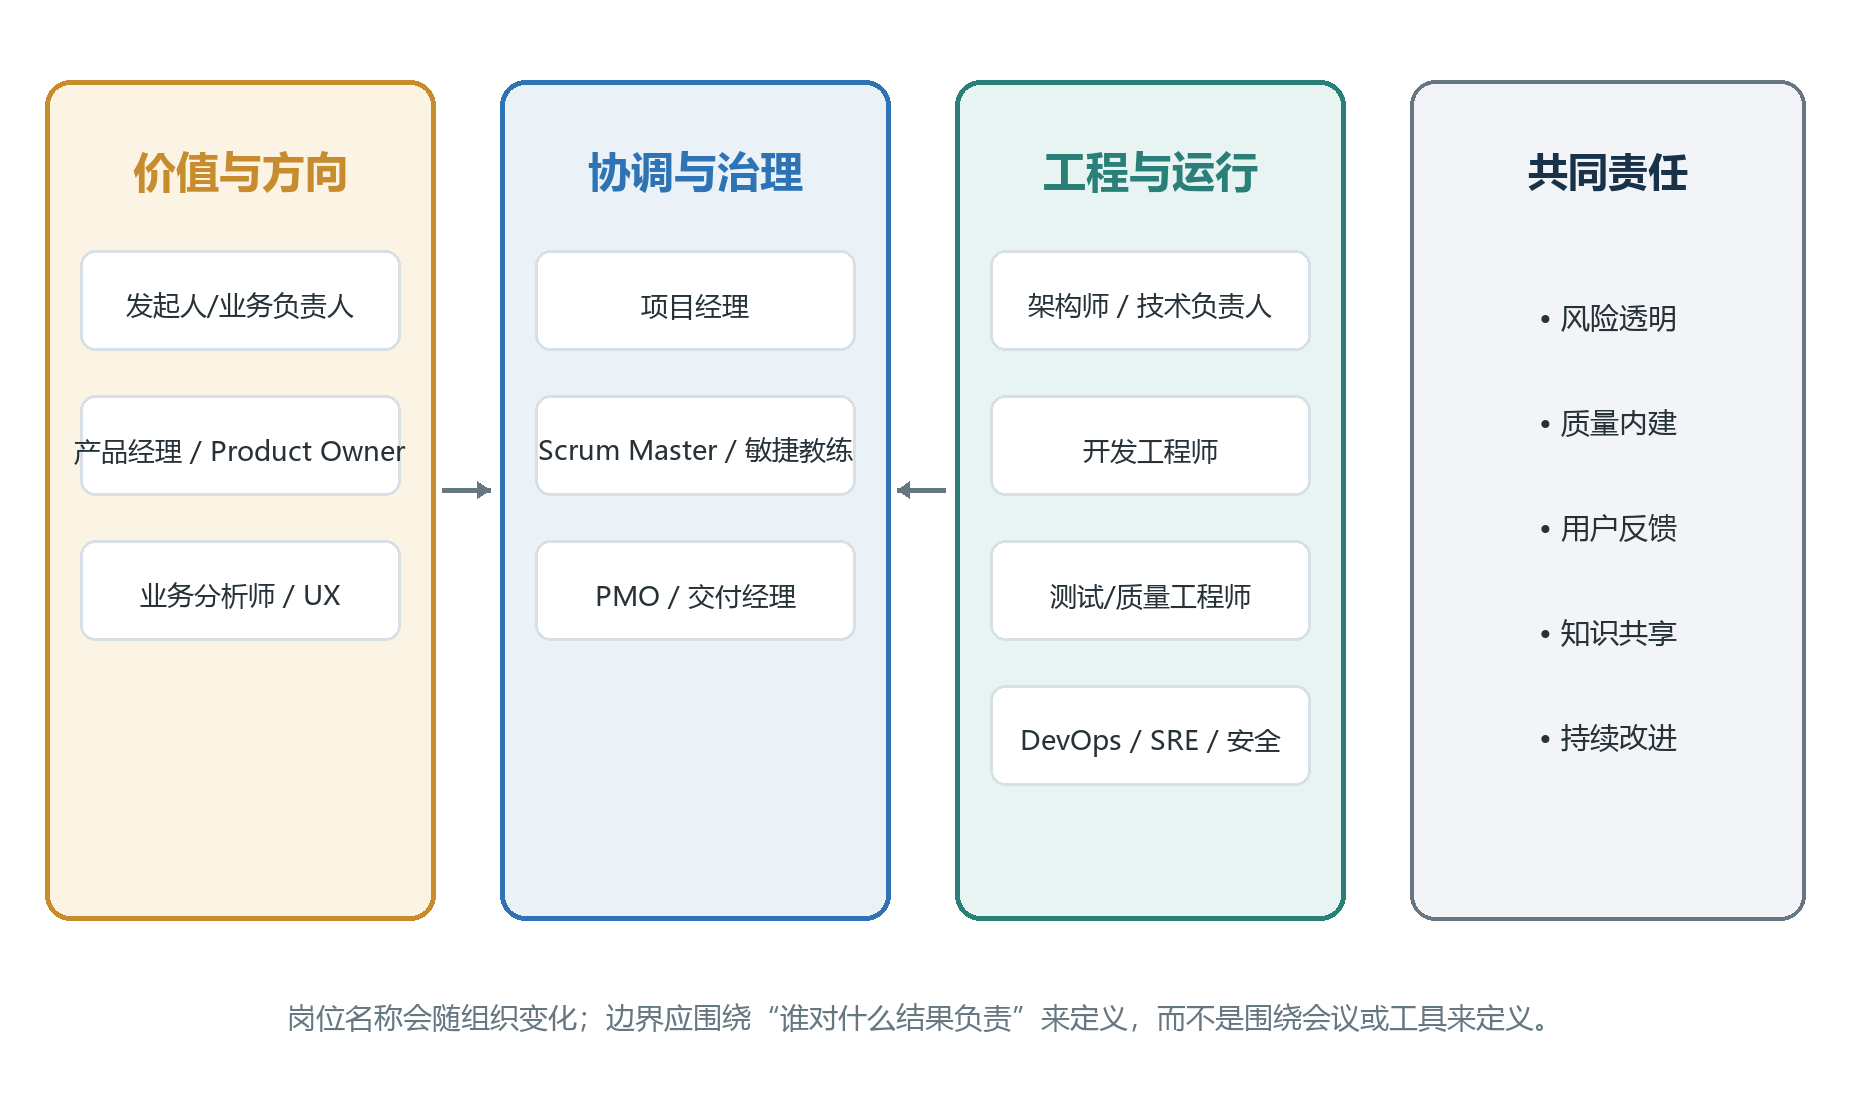 价值与方向
发起人/业务负责人
产品经理 / Product Owner
业务分析师 / UX
协调与治理
项目经理
Scrum Master / 敏捷教练
PMO / 交付经理
工程与运行
架构师 / 技术负责人
开发工程师
测试/质量工程师
DevOps / SRE / 安全
共同责任
• 风险透明
• 质量内建
• 用户反馈
• 知识共享
• 持续改进
岗位名称会随组织变化；边界应围绕“谁对什么结果负责”来定义，而不是围绕会议或工具来定义。